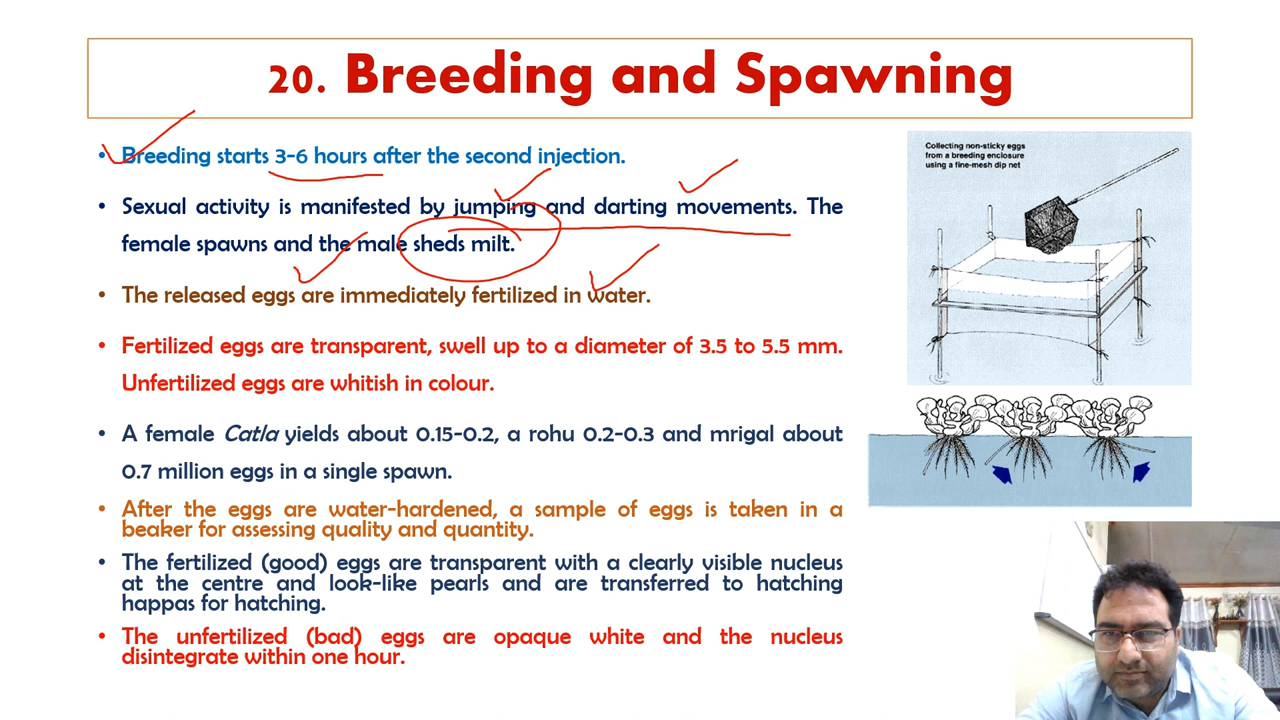 20. Breeding and Spawning
• Breeding starts 3-6 hours after the second injection.
• Sexual activity is manifested by jumping and darting movements. The
female spawns and the male sheds milt.
• The released eggs are immediately fertilized in water.
• Fertilized eggs are transparent, swell up to a diameter of 3.5 to 5.5 mm.
Unfertilized eggs are whitish in colour.
• A female Catla yields about 0.15-0.2, a rohu 0.2-0.3 and mrigal about
0.7 million eggs in a single spawn.
• After the eggs are water-hardened, a sample of eggs is taken in a
beaker for assessing quality and quantity.
• The fertilized (good) eggs are transparent with a clearly visible nucleus
at the centre and look-like pearls and are transferred to hatching
happas for hatching.
• The unfertilized (bad) eggs are opaque white and the nucleus
disintegrate within one hour.
Collecting non-sticky eggs
from a breeding enclosure
using a fine-mesh dip net